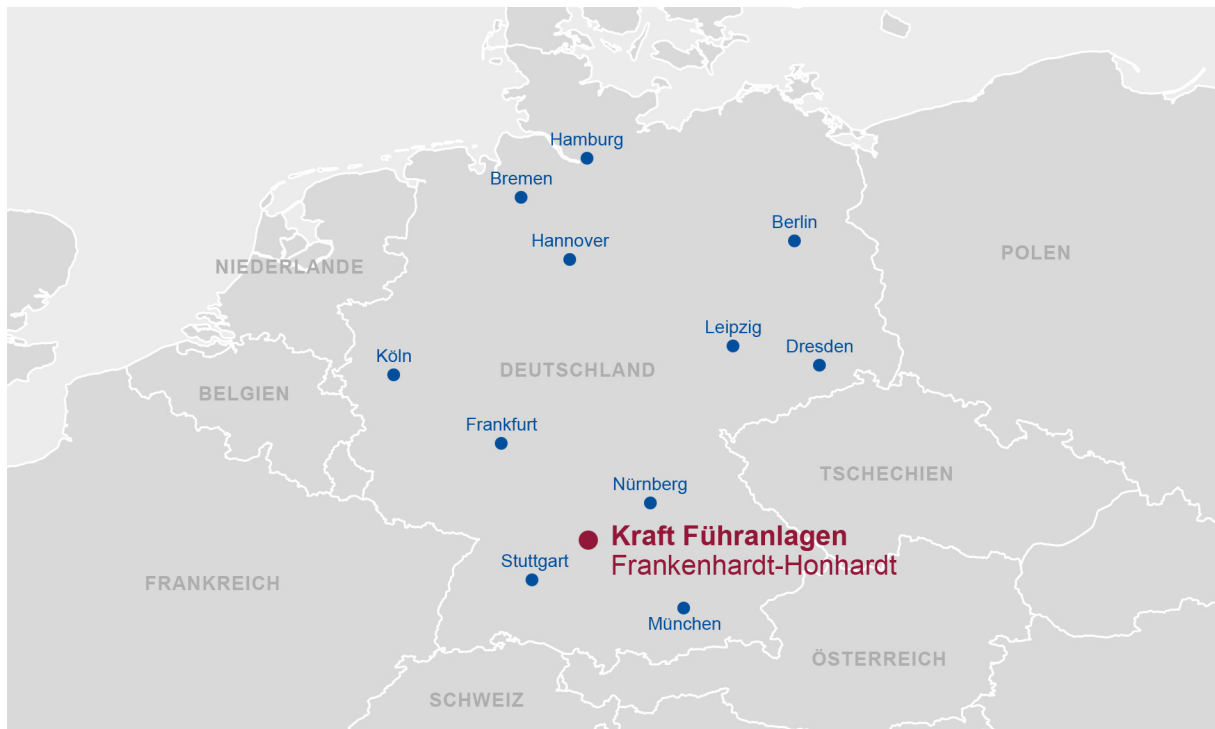 Hamburg
Bremen
Berlin
Hannover
POLEN
NIEDERLANDE
Leipzig
Dresden
Köln
DEUTSCHLAND
BELGIEN
Frankfurt
TSCHECHIEN
Nürnberg
Kraft Führanlagen
Frankenhardt-Honhardt
Stuttgart
FRANKREICH
München
ÖSTERREICH
SCHWEIZ